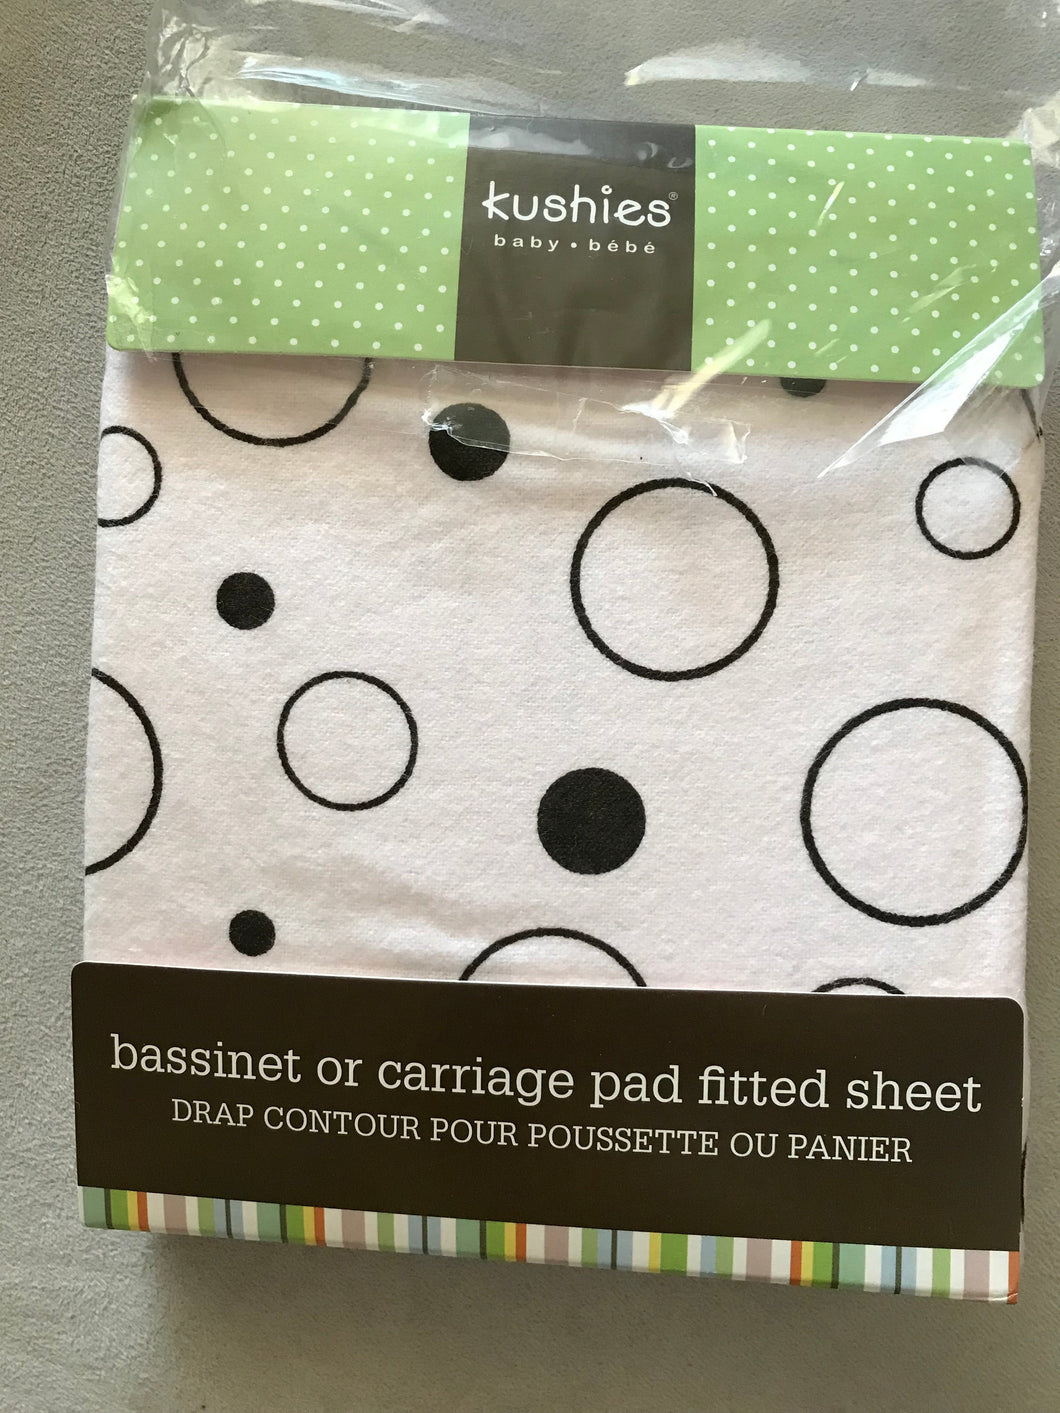 kushies®
baby • bébé
bassinet or carriage pad fitted sheet
DRAP CONTOUR POUR POUSSETTE OU PANIER